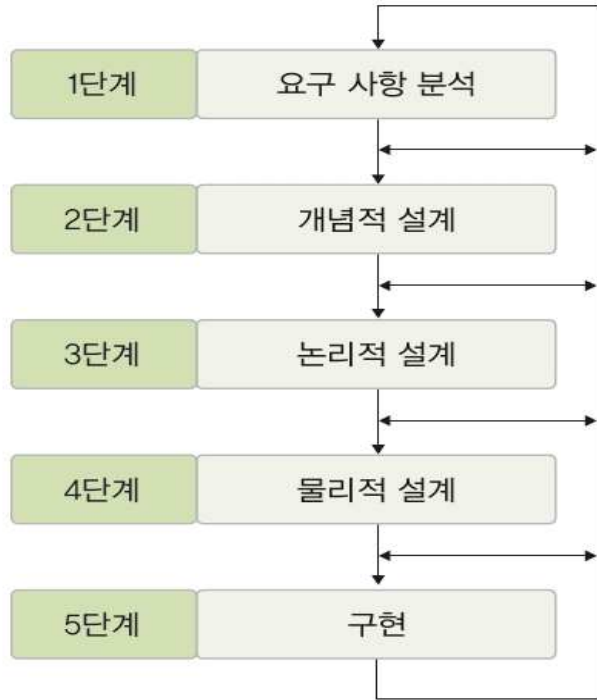 1단계 요구 사항 분석
2단계 개념적 설계
3단계 논리적 설계
4단계 물리적 설계
5단계 구현